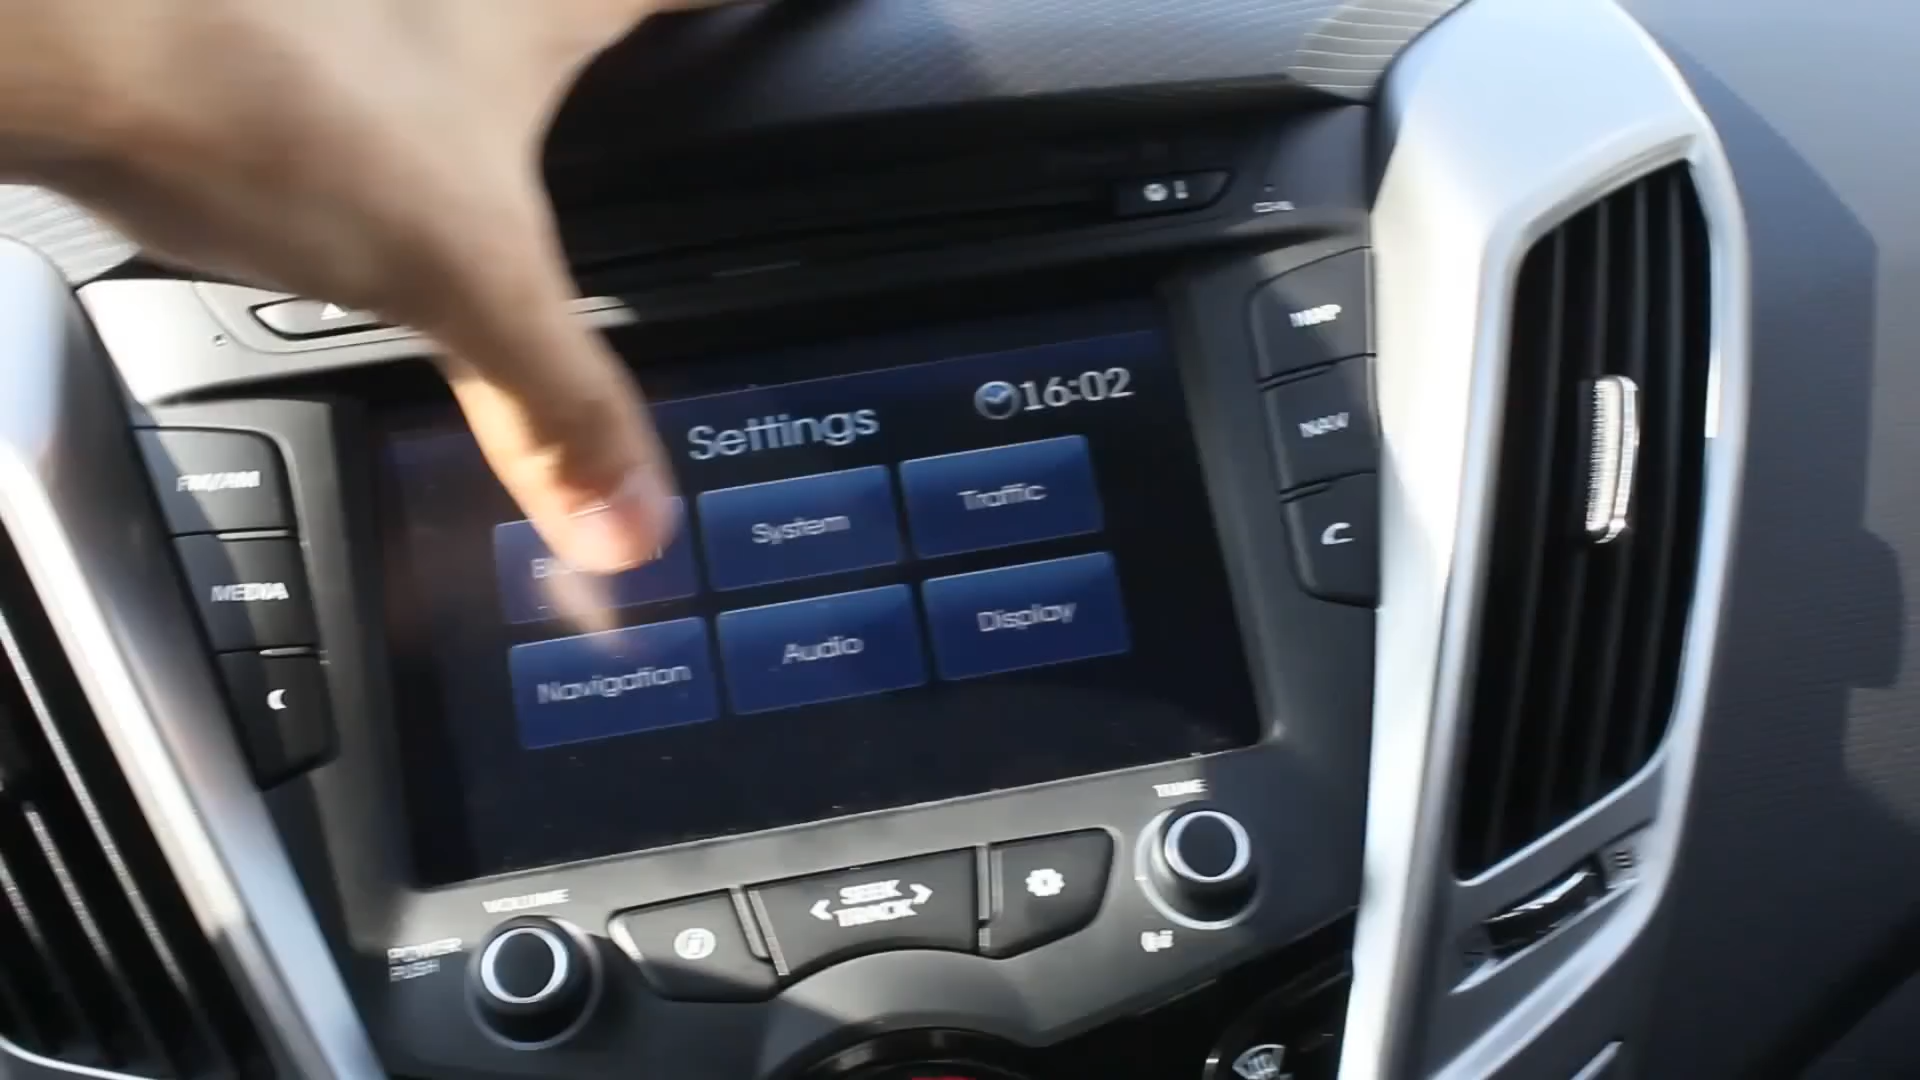 Settings
16:02
System
Traffic
Navigation
Audio
Display
FM/AM
MEDIA
MAP
NAV
VOLUME
POWER
PUSH
SEEK
TRACK
TUNE